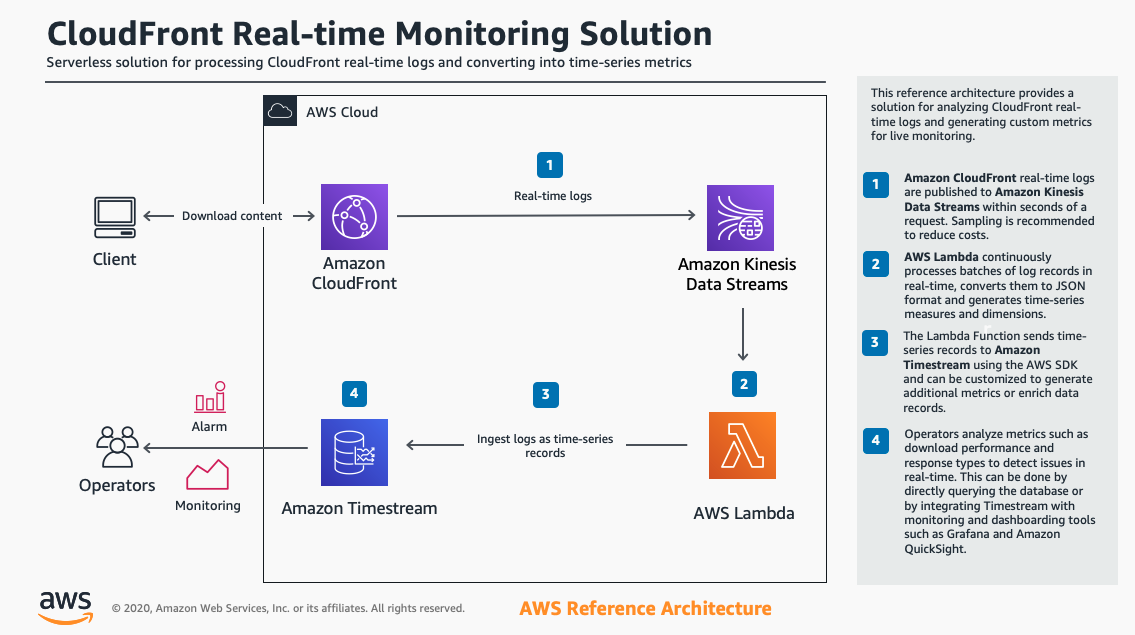 CloudFront Real-time Monitoring Solution
Serverless solution for processing CloudFront real-time logs and converting into time-series metrics
AWS Cloud
1
Real-time logs
Download content
Client
Amazon
CloudFront
Amazon Kinesis
Data Streams
2
3
4
Alarm
Ingest logs as time-series
records
Operators
Monitoring
Amazon Timestream
AWS Lambda
This reference architecture provides a
solution for analyzing CloudFront real-
time logs and generating custom metrics
for live monitoring.
1
Amazon CloudFront real-time logs
are published to Amazon Kinesis
Data Streams within seconds of a
request. Sampling is recommended
to reduce costs.
2
AWS Lambda continuously
processes batches of log records in
real-time, converts them to JSON
format and generates time-series
measures and dimensions.
3
The Lambda Function sends time-
series records to Amazon
Timestream using the AWS SDK
and can be customized to generate
additional metrics or enrich data
records.
4
Operators analyze metrics such as
download performance and
response types to detect issues in
real-time. This can be done by
directly querying the database or
by integrating Timestream with
monitoring and dashboarding tools
such as Grafana and Amazon
QuickSight.
aws
© 2020, Amazon Web Services, Inc. or its affiliates. All rights reserved.
AWS Reference Architecture